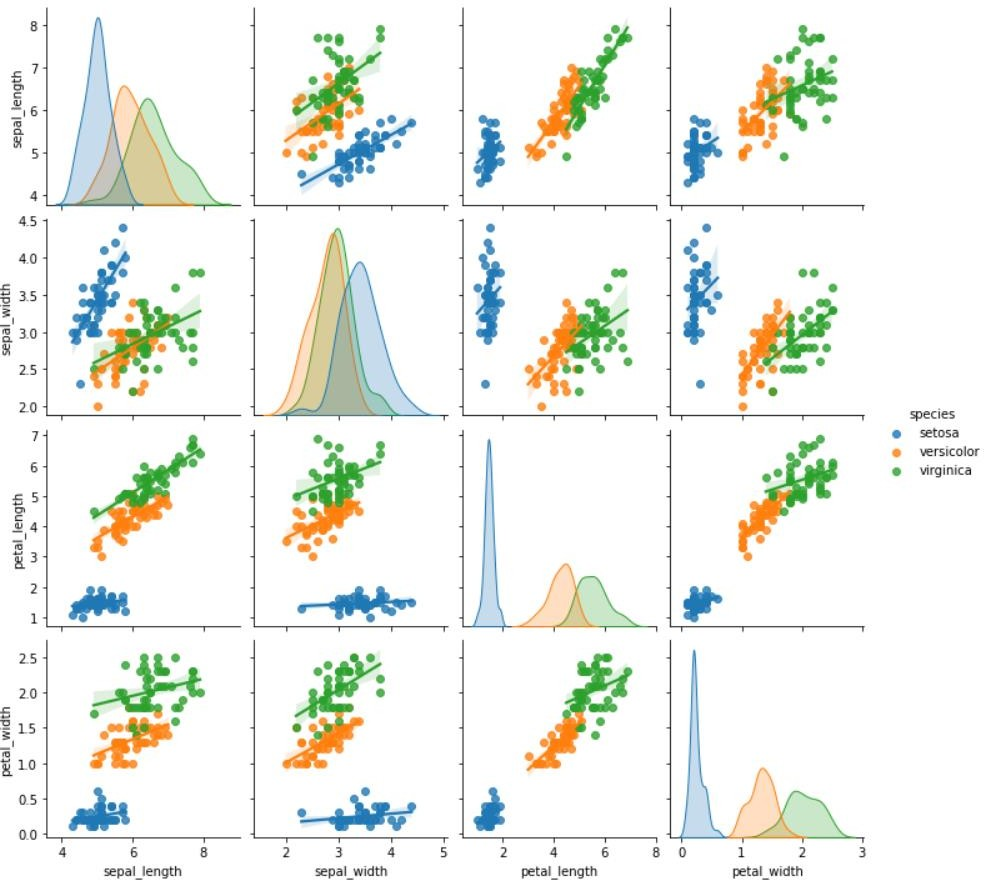 8
7
6
5
4
sepal_length
4.5
4.0
3.5
3.0
2.5
2.0
sepal_width
species
setosa
versicolor
virginica
7
6
5
4
3
2
1
petal_length
2.5
2.0
1.5
1.0
0.5
0.0
petal_width
4 6 8 2 3 4 5 2 4 6 8 0 1 2 3
sepal_length sepal_width petal_length petal_width